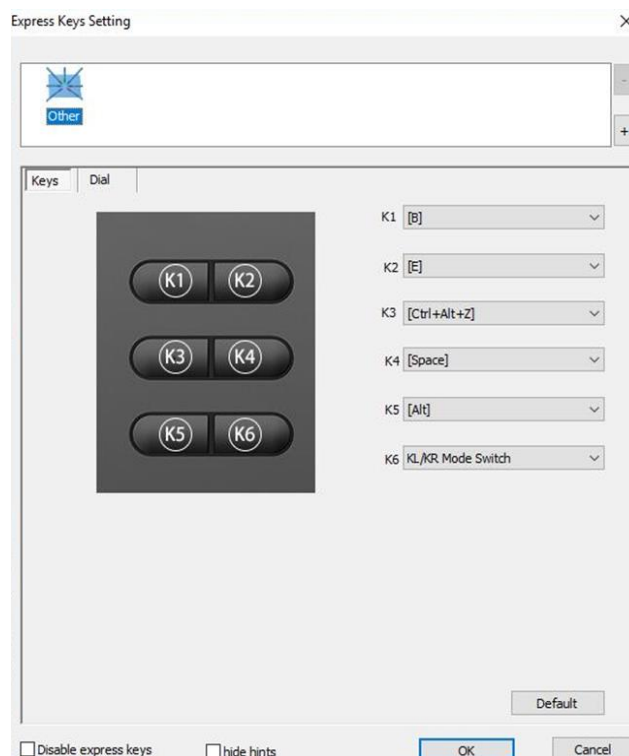 Express Keys Setting
Other
-
+
Keys
Dial
K1 [B]
K2 [E]
K3 [Ctrl+Alt+Z]
K4 [Space]
K5 [Alt]
K6 KL/KR Mode Switch
K1 K2
K3 K4
K5 K6
Default
Disable express keys
hide hints
OK
Cancel